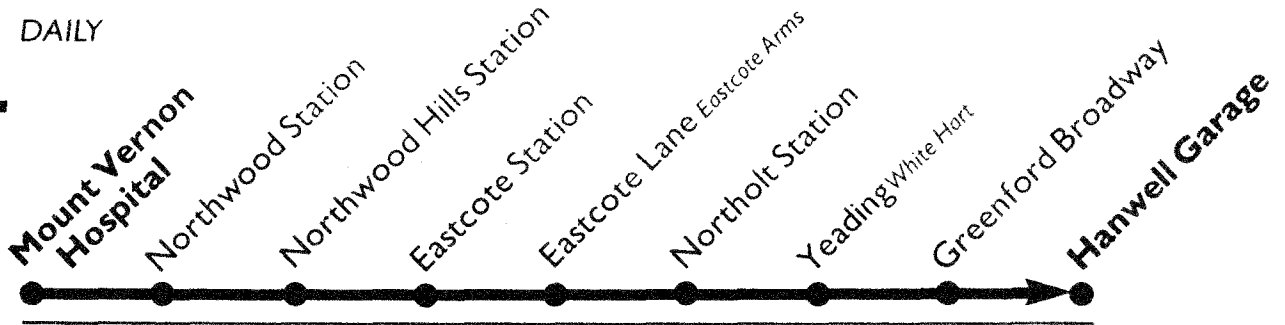 DAILY
Mount Vernon
Hospital
Northwood Station
Northwood Hills Station
Eastcote Station
Eastcote Lane Eastcote Arms
Northolt Station
Yeading White Hart
Greenford Broadway
Hanwell Garage